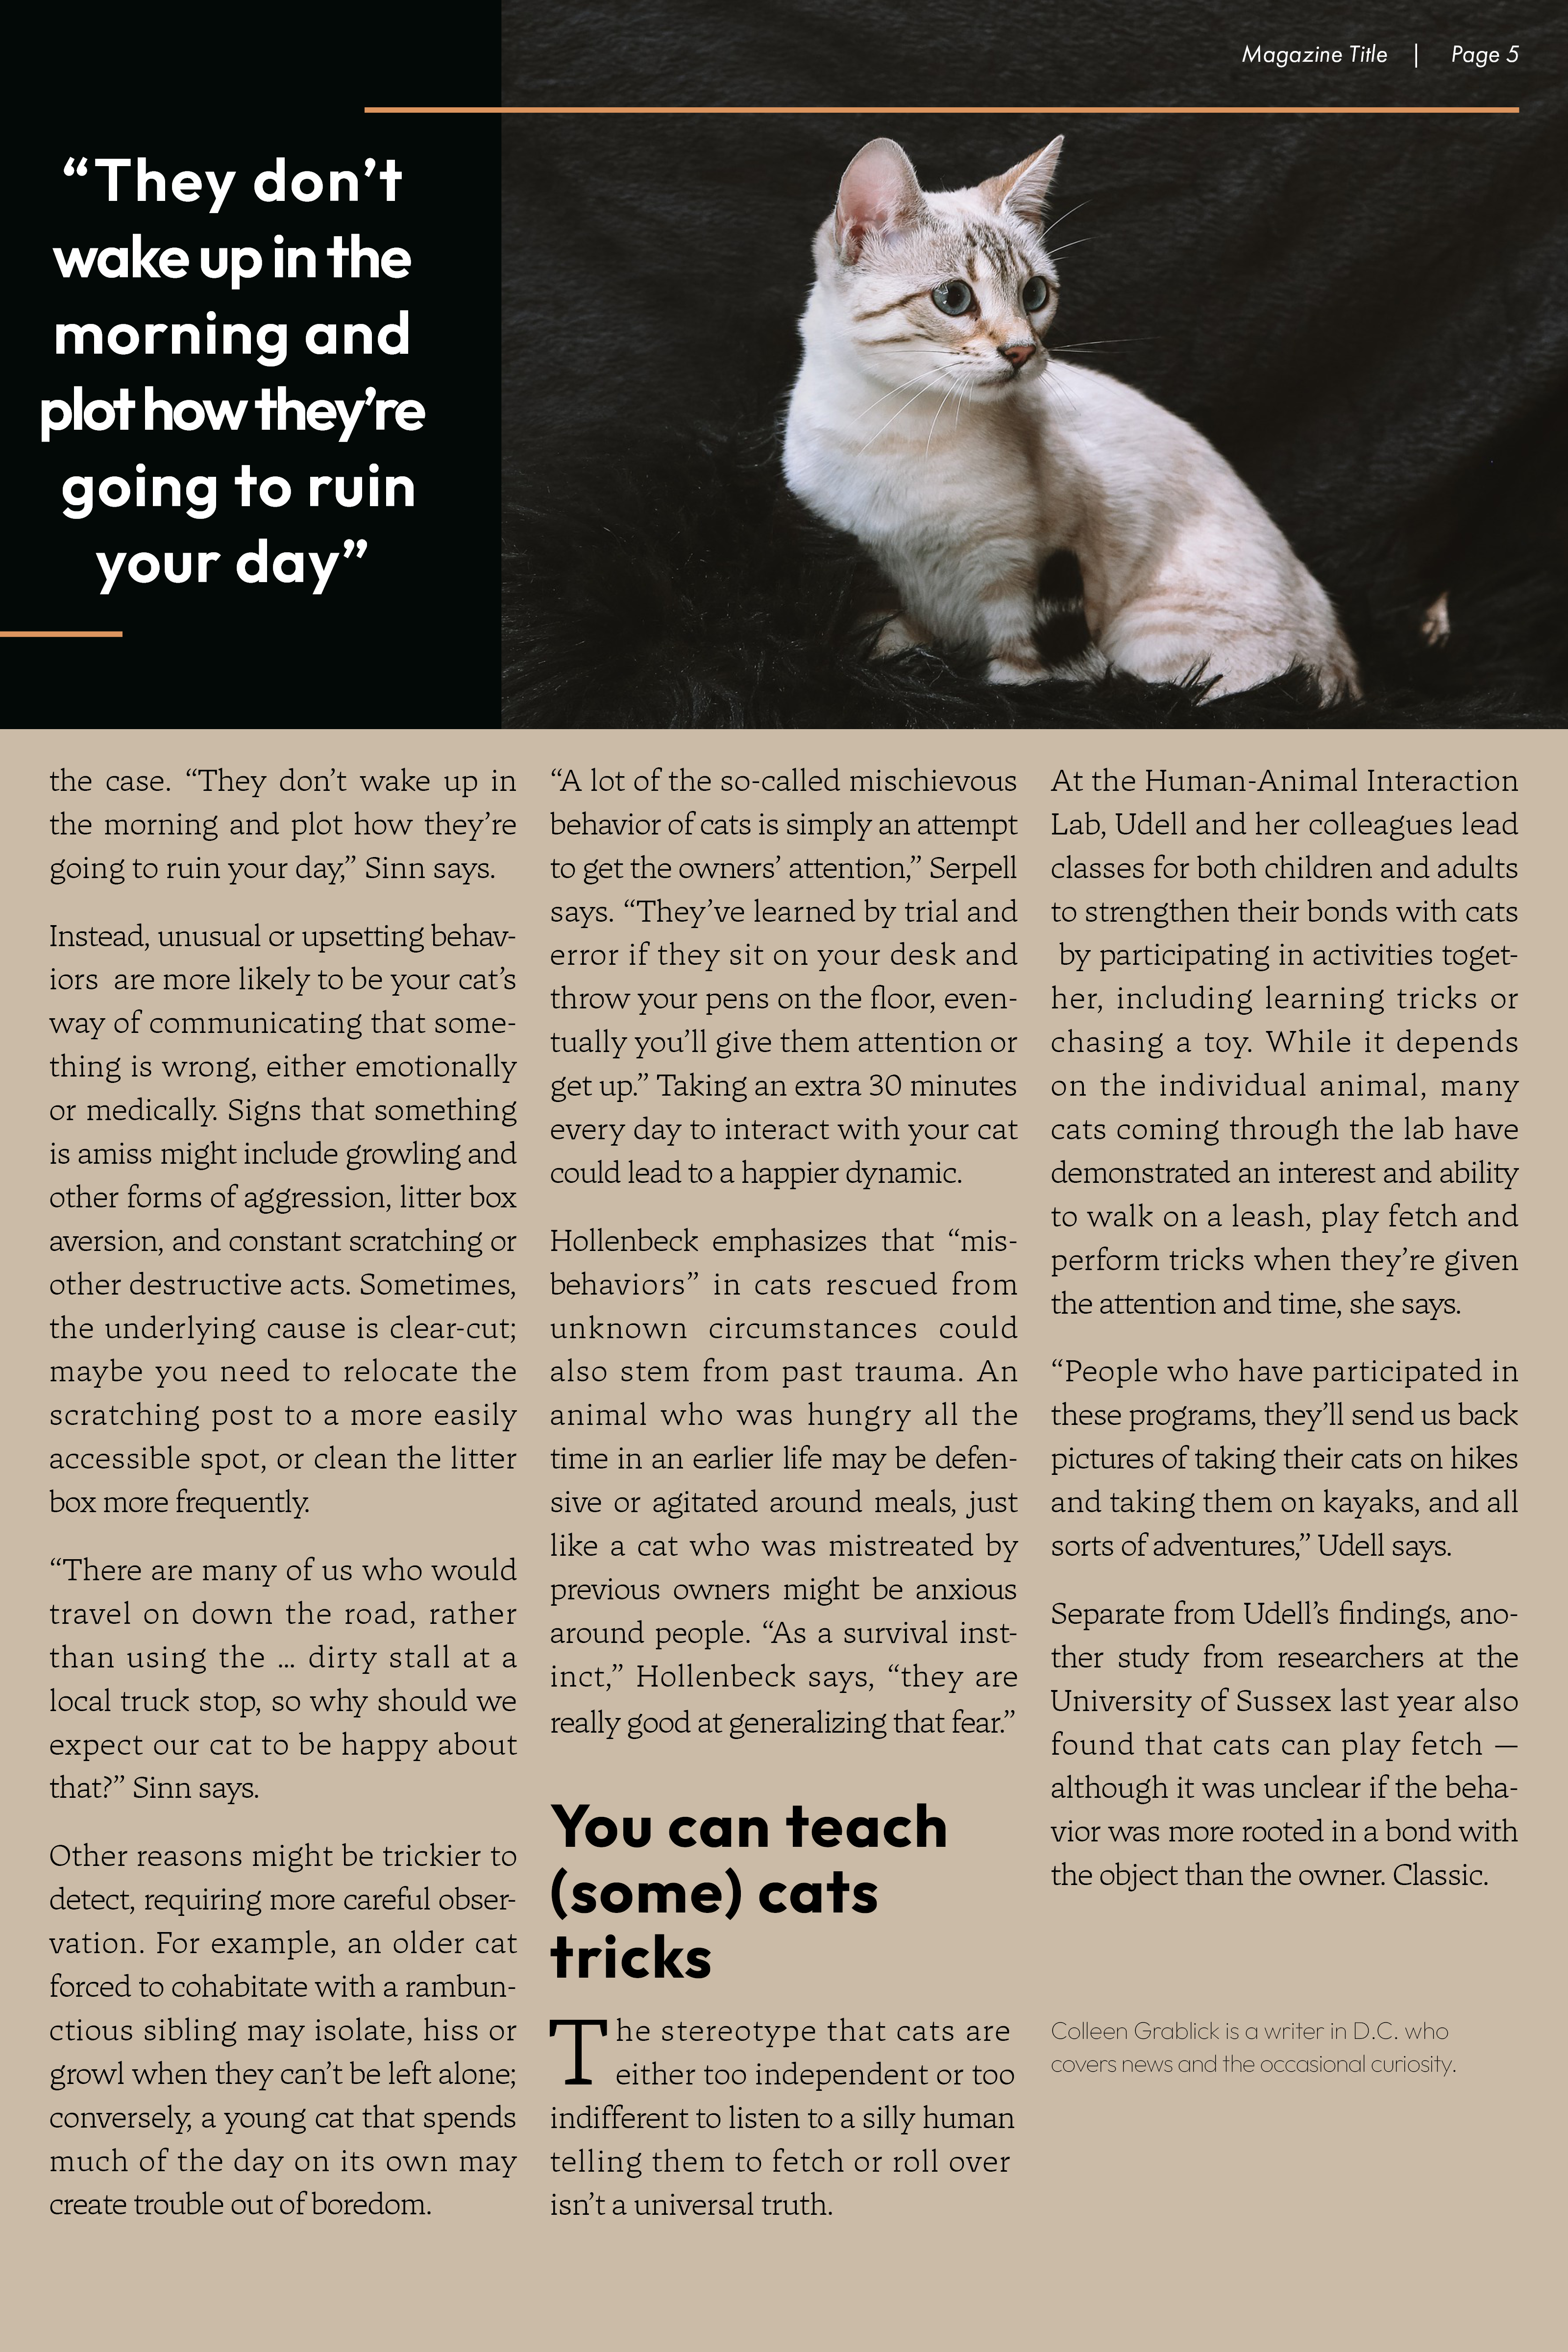 Magazine Title | Page 5
“They don’t
wake up in the
morning and
plot how they’re
going to ruin
your day”
the case. “They don’t wake up in
the morning and plot how they’re
going to ruin your day,” Sinn says.
Instead, unusual or upsetting behav-
iors are more likely to be your cat’s
way of communicating that some-
thing is wrong, either emotionally
or medically. Signs that something
is amiss might include growling and
other forms of aggression, litter box
aversion, and constant scratching or
other destructive acts. Sometimes,
the underlying cause is clear-cut;
maybe you need to relocate the
scratching post to a more easily
accessible spot, or clean the litter
box more frequently.
“There are many of us who would
travel on down the road, rather
than using the … dirty stall at a
local truck stop, so why should we
expect our cat to be happy about
that?” Sinn says.
Other reasons might be trickier to
detect, requiring more careful obser-
vation. For example, an older cat
forced to cohabitate with a rambun-
ctious sibling may isolate, hiss or
growl when they can’t be left alone;
conversely, a young cat that spends
much of the day on its own may
create trouble out of boredom.
“A lot of the so-called mischievous
behavior of cats is simply an attempt
to get the owners’ attention,” Serpell
says. “They’ve learned by trial and
error if they sit on your desk and
throw your pens on the floor, even-
tually you’ll give them attention or
get up.” Taking an extra 30 minutes
every day to interact with your cat
could lead to a happier dynamic.
Hollenbeck emphasizes that “mis-
behaviors” in cats rescued from
unknown circumstances could
also stem from past trauma. An
animal who was hungry all the
time in an earlier life may be defen-
sive or agitated around meals, just
like a cat who was mistreated by
previous owners might be anxious
around people. “As a survival inst-
inct,” Hollenbeck says, “they are
really good at generalizing that fear.”
You can teach
(some) cats
tricks
The stereotype that cats are
either too independent or too
indifferent to listen to a silly human
telling them to fetch or roll over
isn’t a universal truth.
At the Human-Animal Interaction
Lab, Udell and her colleagues lead
classes for both children and adults
to strengthen their bonds with cats
by participating in activities toget-
her, including learning tricks or
chasing a toy. While it depends
on the individual animal, many
cats coming through the lab have
demonstrated an interest and ability
to walk on a leash, play fetch and
perform tricks when they’re given
the attention and time, she says.
“People who have participated in
these programs, they’ll send us back
pictures of taking their cats on hikes
and taking them on kayaks, and all
sorts of adventures,” Udell says.
Separate from Udell’s findings, ano-
ther study from researchers at the
University of Sussex last year also
found that cats can play fetch —
although it was unclear if the beha-
vior was more rooted in a bond with
the object than the owner. Classic.
Colleen Grablick is a writer in D.C. who
covers news and the occasional curiosity.